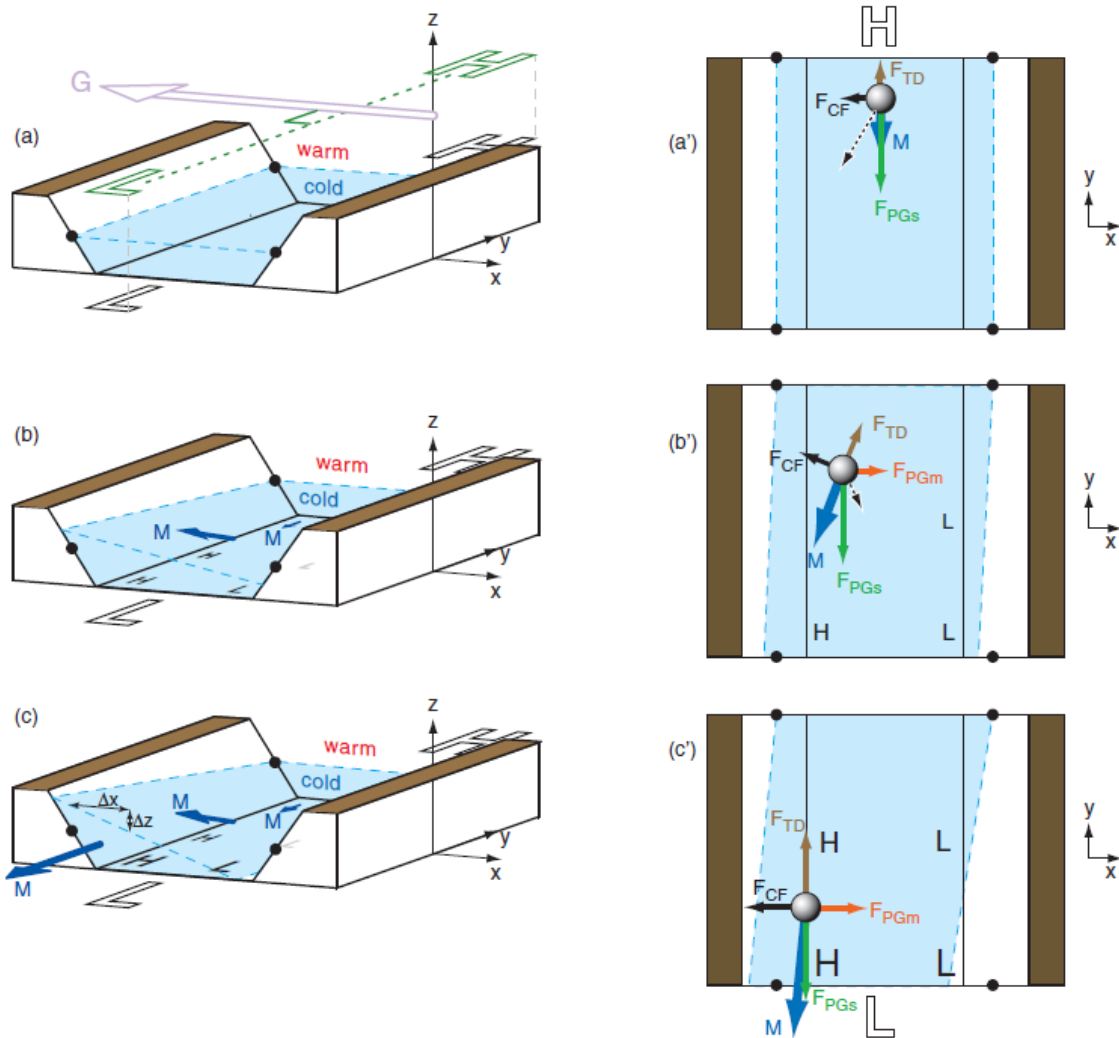 (a)
G
H
L
L
H
L
z
y
x
warm
cold
(a')
H
F_TD
F_CF
M
F_PGs
y
x
(b)
z
y
x
warm
cold
M
M
H
H
L
L
L
H
(b')
F_TD
F_CF
F_PGm
M
F_PGs
L
H
L
y
x
(c)
z
y
x
warm
cold
Δx
Δz
M
M
M
H
H
L
L
H
(c')
F_TD
H
L
F_CF
F_PGm
H
L
F_PGs
M
L
y
x